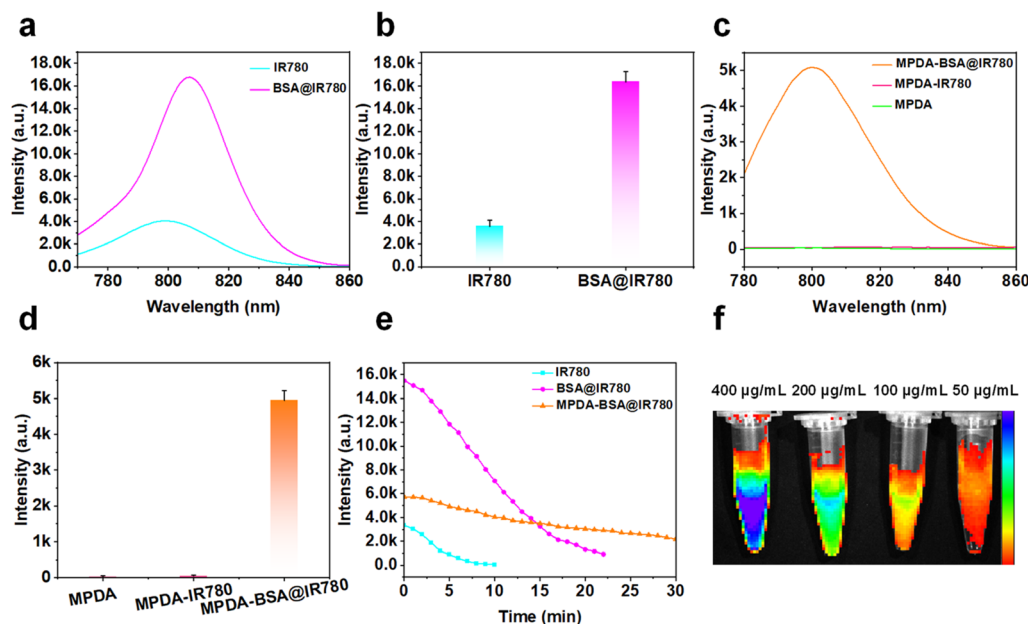 a
Intensity (a.u.)
18.0k
16.0k
14.0k
12.0k
10.0k
8.0k
6.0k
4.0k
2.0k
0.0
780 800 820 840 860
Wavelength (nm)
IR780
BSA@IR780
b
Intensity (a.u.)
18.0k
16.0k
14.0k
12.0k
10.0k
8.0k
6.0k
4.0k
2.0k
0.0
IR780 BSA@IR780
c
Intensity (a.u.)
5k
4k
3k
2k
1k
0
780 800 820 840 860
Wavelength (nm)
MPDA-BSA@IR780
MPDA-IR780
MPDA
d
Intensity (a.u.)
6k
5k
4k
3k
2k
1k
0
MPDA MPDA-IR780 MPDA-BSA@IR780
e
Intensity (a.u.)
16.0k
14.0k
12.0k
10.0k
8.0k
6.0k
4.0k
2.0k
0.0
0 5 10 15 20 25 30
Time (min)
IR780
BSA@IR780
MPDA-BSA@IR780
f
400 μg/mL 200 μg/mL 100 μg/mL 50 μg/mL